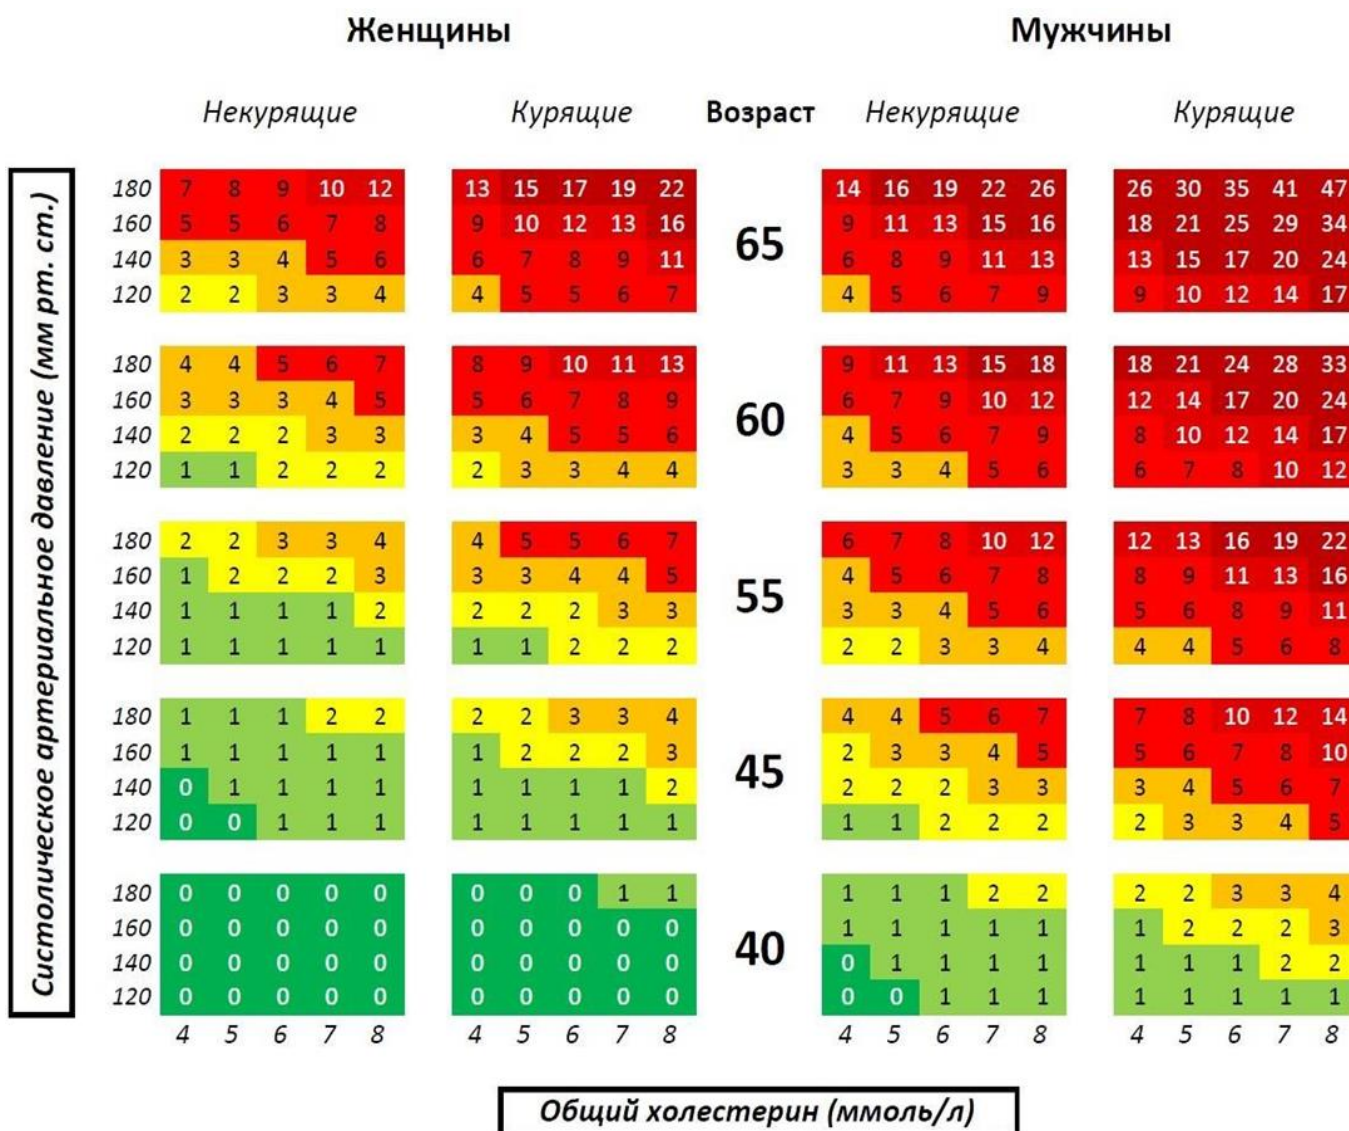 Женщины Мужчины
Некурящие Курящие Возраст Некурящие Курящие
Систолическое артериальное давление (мм рт. ст.)
180 7 8 9 10 12 13 15 17 19 22 14 16 19 22 26 26 30 35 41 47
160 5 5 6 7 8 9 10 12 13 16 9 11 13 15 16 18 21 25 29 34
65
140 3 3 4 5 6 6 7 8 9 11 6 8 9 11 13 13 15 17 20 24
120 2 2 3 3 4 4 5 5 6 7 4 5 6 7 9 9 10 12 14 17
180 4 4 5 6 7 8 9 10 11 13 9 11 13 15 18 18 21 24 28 33
160 3 3 3 4 5 5 6 7 8 9 6 7 9 10 12 12 14 17 20 24
60
140 2 2 2 3 3 3 4 5 5 6 4 5 6 7 9 8 10 12 14 17
120 1 1 2 2 2 2 3 3 4 4 3 3 4 5 6 6 7 8 10 12
180 2 2 3 3 4 4 5 5 6 7 6 7 8 10 12 12 13 16 19 22
160 1 2 2 2 3 3 3 4 4 5 4 5 6 7 8 8 9 11 13 16
55
140 1 1 1 1 2 2 2 2 3 3 3 3 4 5 6 5 6 8 9 11
120 1 1 1 1 1 1 1 2 2 2 2 2 3 3 4 4 4 5 6 8
180 1 1 1 2 2 2 2 3 3 4 4 4 5 6 7 7 8 10 12 14
160 1 1 1 1 1 1 2 2 2 3 2 3 3 4 5 5 6 7 8 10
45
140 0 1 1 1 1 1 1 1 1 2 2 2 2 3 3 3 4 5 6 7
120 0 0 1 1 1 1 1 1 1 1 1 1 2 2 2 2 3 3 4 5
180 0 0 0 0 0 0 0 0 1 1 1 1 1 2 2 2 2 3 3 4
160 0 0 0 0 0 0 0 0 0 0 1 1 1 1 1 1 2 2 2 3
40
140 0 0 0 0 0 0 0 0 0 0 0 1 1 1 1 1 1 1 2 2
120 0 0 0 0 0 0 0 0 0 0 0 0 1 1 1 1 1 1 1 1
4 5 6 7 8 4 5 6 7 8 4 5 6 7 8 4 5 6 7 8
Общий холестерин (ммоль/л)